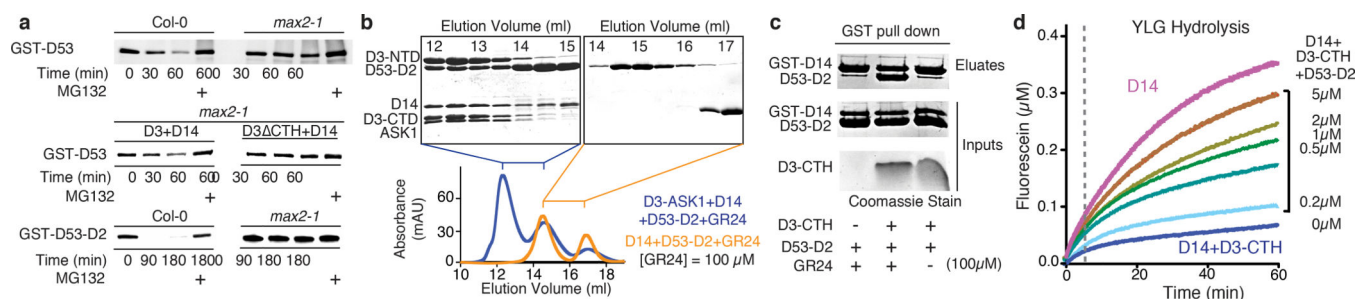 a
Col-0 max2-1
GST-D53
Time (min) 0 30 60 600 30 60 60
MG132 + +
max2-1
D3+D14 D3ΔCTH+D14
GST-D53
Time (min) 0 30 60 60 0 30 60 60
MG132 + +
Col-0 max2-1
GST-D53-D2
Time (min) 0 90 180 1800 90 180 180
MG132 + +
b
Elution Volume (ml) Elution Volume (ml)
12 13 14 15 14 15 16 17
D3-NTD
D53-D2
D14
D3-CTD
ASK1
Absorbance (mAU)
60
30
0
D3-ASK1+D14
+D53-D2+GR24
D14+D53-D2+GR24
[GR24] = 100 µM
10 12 14 16 18
Elution Volume (ml)
c
GST pull down
GST-D14
D53-D2
Eluates
GST-D14
D53-D2
D3-CTH
Inputs
Coomassie Stain
D3-CTH - + +
D53-D2 + + +
GR24 + + - (100µM)
d
YLG Hydrolysis
Fluorescein (µM)
0.4
0.3
0.2
0.1
0.0
D14
D14+
D3-CTH
+D53-D2
5µM
2µM
1µM
0.5µM
0.2µM
0µM
D14+D3-CTH
0 20 40 60
Time (min)